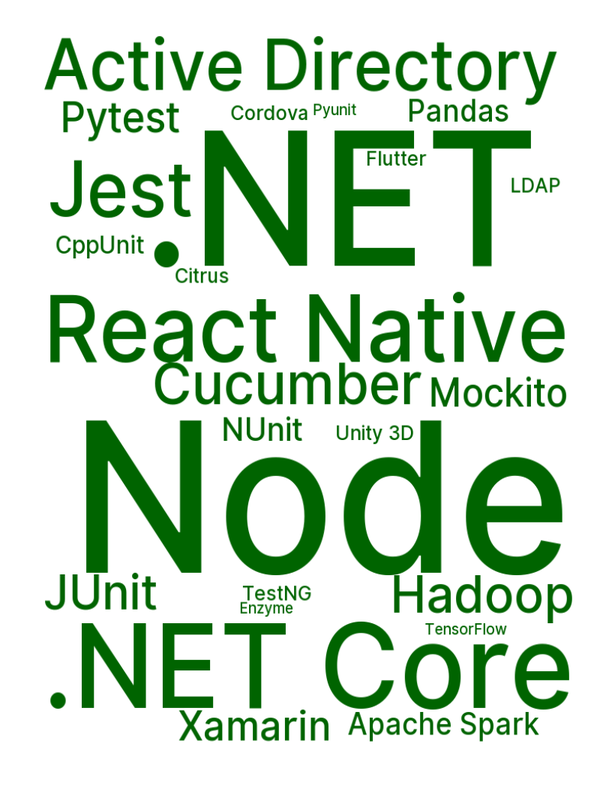 Active Directory
Pytest
Cordova
Pyunit
Pandas
.NET
Flutter
Jest
LDAP
CppUnit
Citrus
React Native
Cucumber
Mockito
Node
NUnit
Unity 3D
JUnit
TestNG
Enzyme
Hadoop
.NET Core
TensorFlow
Xamarin
Apache Spark